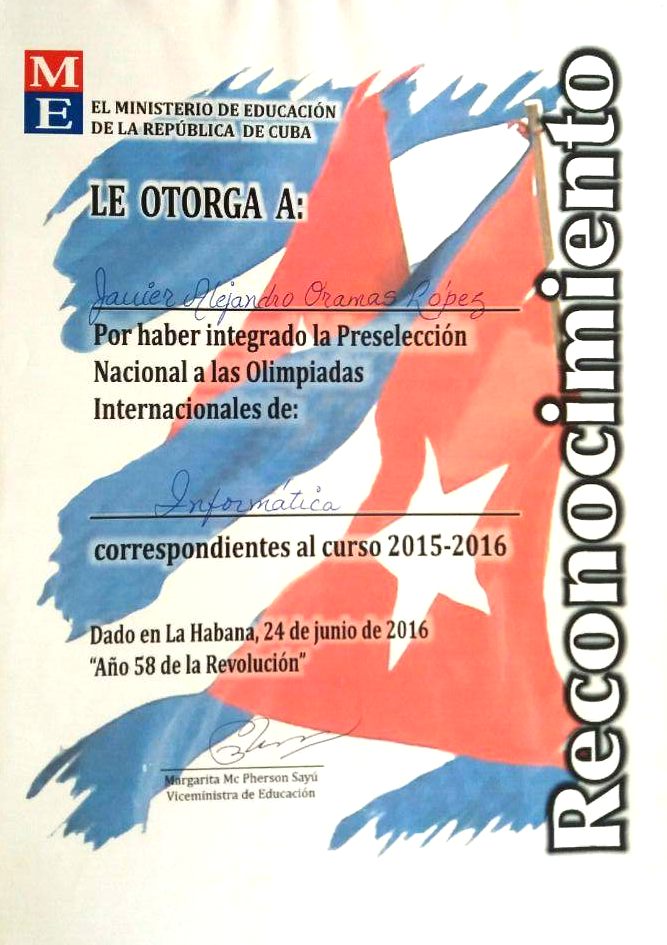 ME
EL MINISTERIO DE EDUCACIÓN
DE LA REPÚBLICA DE CUBA
LE OTORGA A:
Javier Alejandro Oramas López
Por haber integrado la Preselección
Nacional a las Olimpiadas
Internacionales de:
Informática
correspondientes al curso 2015-2016
Dado en La Habana, 24 de junio de 2016
“Año 58 de la Revolución”
Margarita Mc Pherson Sayú
Viceministra de Educación
Reconocimiento